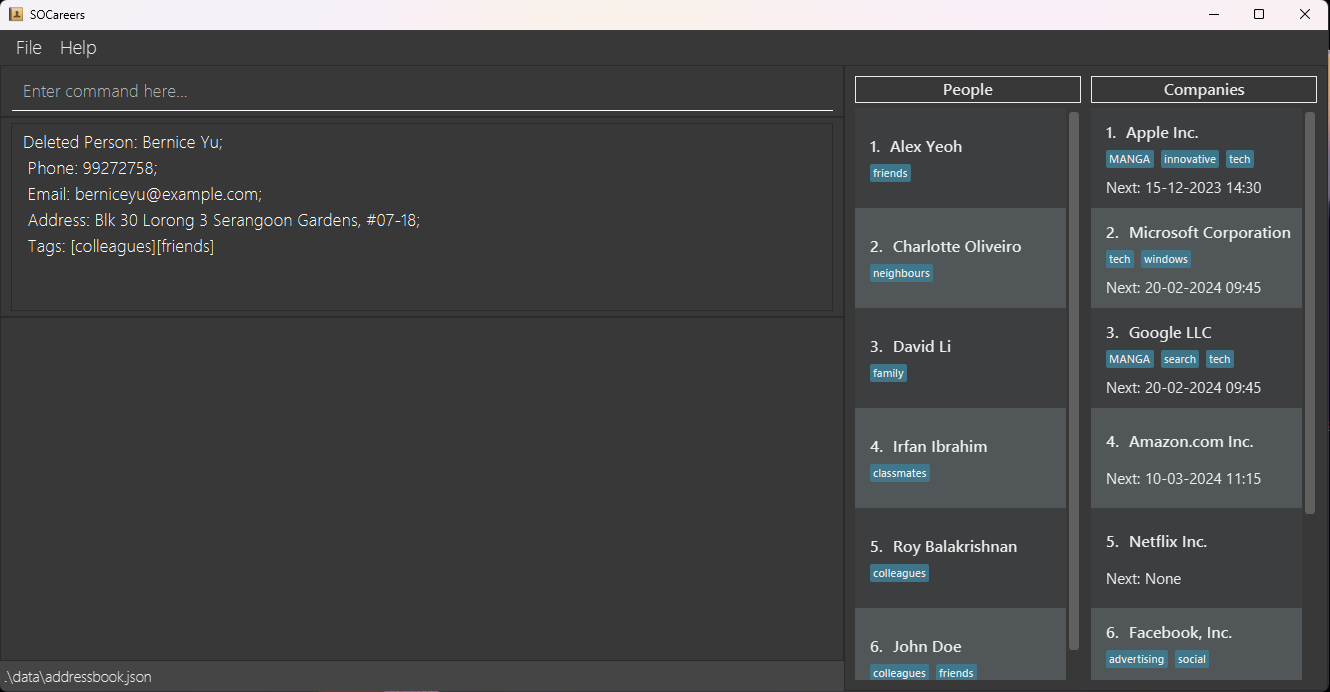 SOCareers
File Help
Enter command here...
Deleted Person: Bernice Yu;
Phone: 99272758;
Email: berniceyu@example.com;
Address: Blk 30 Lorong 3 Serangoon Gardens, #07-18;
Tags: [colleagues][friends]
.\data\addressbook.json
People
1. Alex Yeoh
friends
2. Charlotte Oliveiro
neighbours
3. David Li
family
4. Irfan Ibrahim
classmates
5. Roy Balakrishnan
colleagues
6. John Doe
colleagues friends
Companies
1. Apple Inc.
MANGA innovative tech
Next: 15-12-2023 14:30
2. Microsoft Corporation
tech windows
Next: 20-02-2024 09:45
3. Google LLC
MANGA search tech
Next: 20-02-2024 09:45
4. Amazon.com Inc.
Next: 10-03-2024 11:15
5. Netflix Inc.
Next: None
6. Facebook, Inc.
advertising social